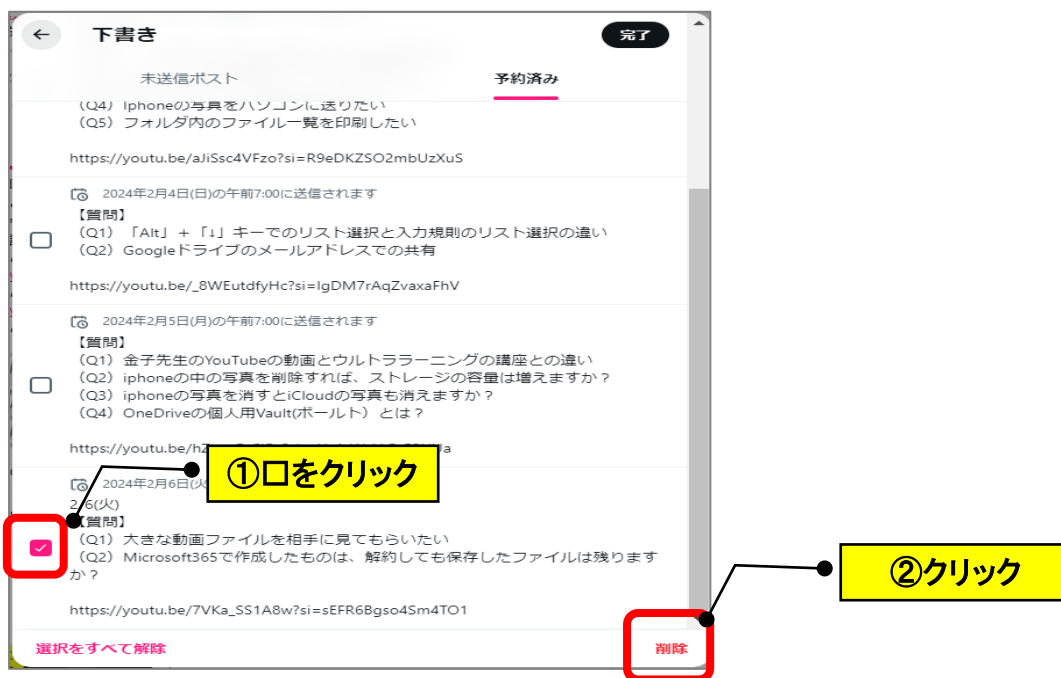 ← 下書き 完了
未送信ポスト 予約済み
(Q4) Iphoneの写真をパソコンに送りたい
(Q5) フォルダ内のファイル一覧を印刷したい
https://youtu.be/aJiSsc4VFzo?si=R9eDKZSO2mbUzXuS
2024年2月4日(日)の午前7:00に送信されます
【質問】
(Q1) 「Alt」+「↓」キーでのリスト選択と入力規則のリスト選択の違い
(Q2) Googleドライブのメールアドレスでの共有
https://youtu.be/_8WEutdfyHc?si=IgDM7rAqZvaxaFhV
2024年2月5日(月)の午前7:00に送信されます
【質問】
(Q1) 金子先生のYouTubeの動画とウルトララーニングの講座との違い
(Q2) iphoneの中の写真を削除すれば、ストレージの容量は増えますか?
(Q3) iphoneの写真を消すとiCloudの写真も消えますか?
(Q4) OneDriveの個人用Vault(ボールト)とは?
https://youtu.be/hZ
①口をクリック
2024年2月6日(火
2/6(火)
【質問】
(Q1) 大きな動画ファイルを相手に見てもらいたい
(Q2) Microsoft365で作成したものは、解約しても保存したファイルは残ります
か?
②クリック
https://youtu.be/7VKa_SS1A8w?si=sEFR6Bgso4Sm4TO1
選択をすべて解除 削除